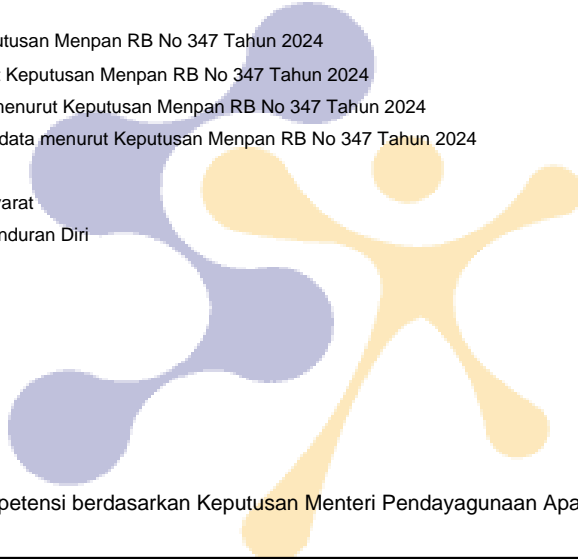 utusan Menpan RB No 347 Tahun 2024
Keputusan Menpan RB No 347 Tahun 2024
menurut Keputusan Menpan RB No 347 Tahun 2024
data menurut Keputusan Menpan RB No 347 Tahun 2024
arat
nduran Diri
petensi berdasarkan Keputusan Menteri Pendayagunaan Apa